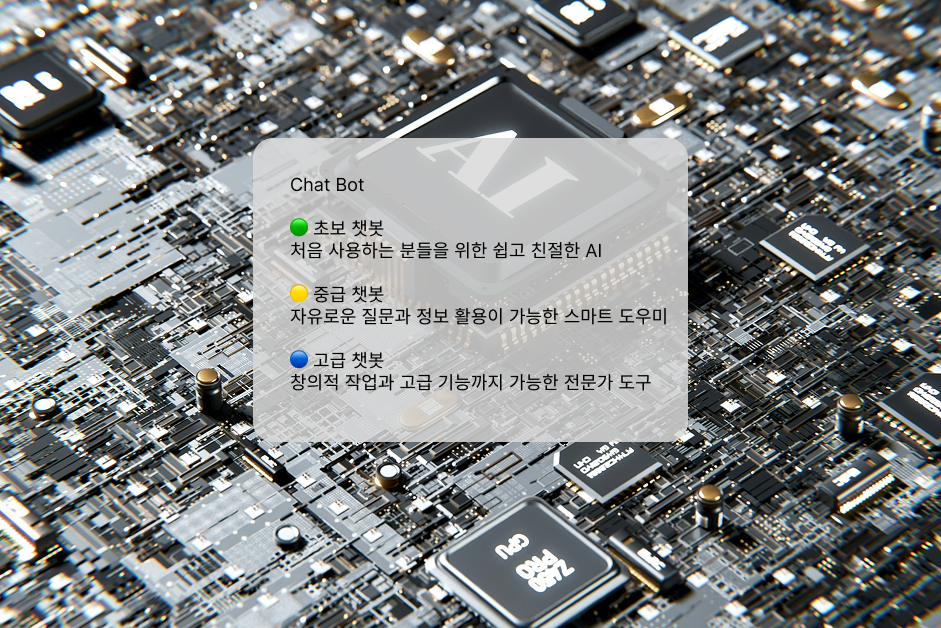 AI
Chat Bot
🟢 초보 챗봇
처음 사용하는 분들을 위한 쉽고 친절한 AI
🟡 중급 챗봇
자유로운 질문과 정보 활용이 가능한 스마트 도우미
🔵 고급 챗봇
창의적 작업과 고급 기능까지 가능한 전문가 도구